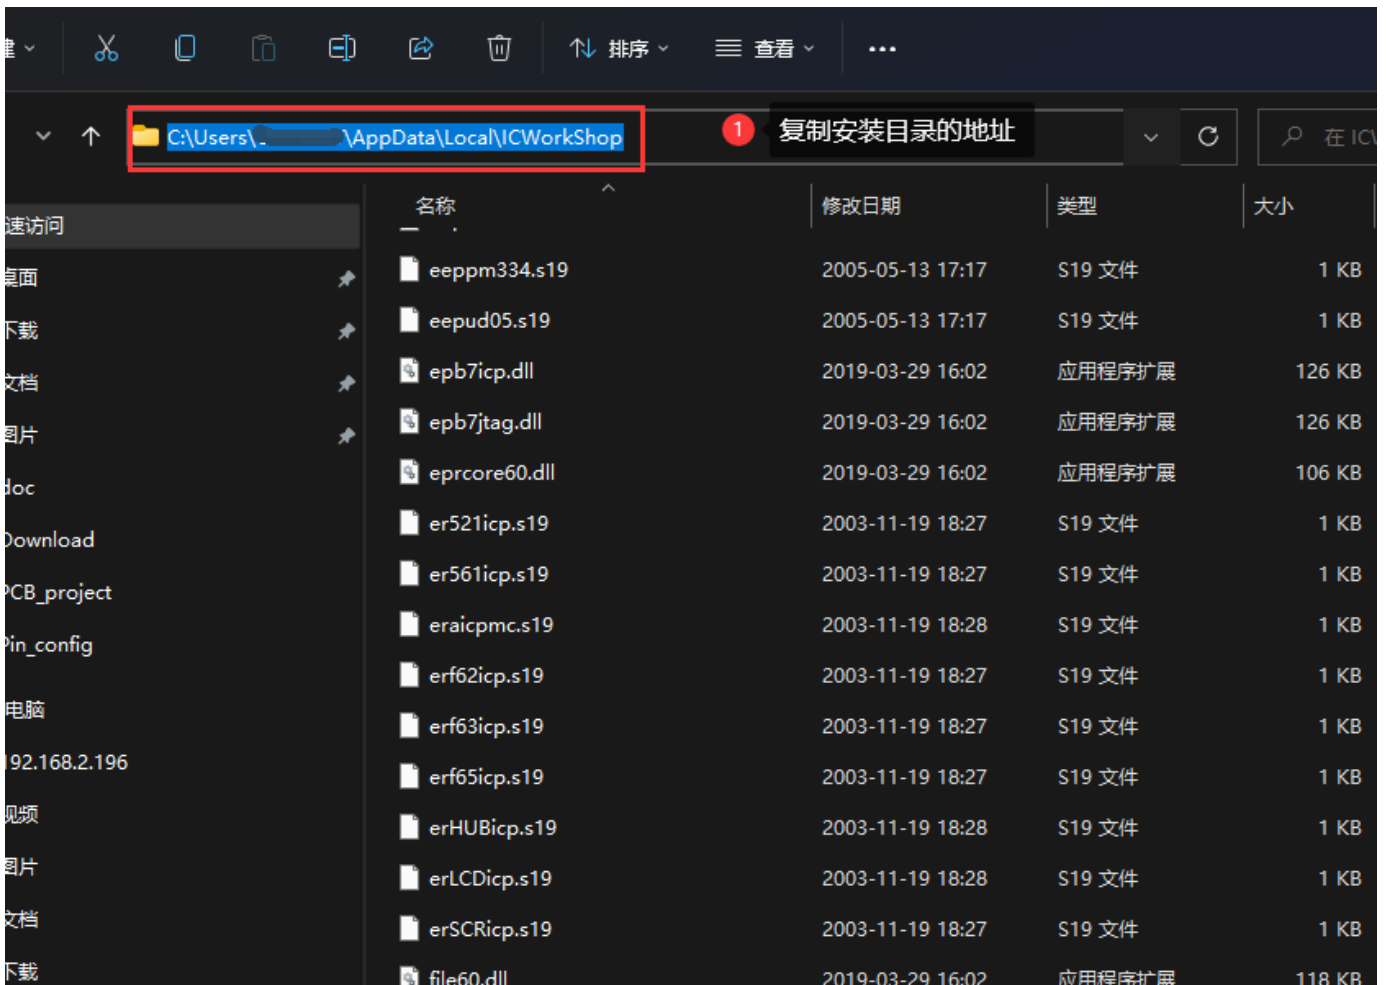 排序
查看
C:\Users\ \AppData\Local\ICWorkShop
1
复制安装目录的地址
在 IC
名称
修改日期
类型
大小
速访问
桌面
下载
文档
图片
doc
Download
PCB_project
Pin_config
电脑
192.168.2.196
视频
图片
文档
下载
eeppm334.s19 2005-05-13 17:17 S19 文件 1 KB
eepud05.s19 2005-05-13 17:17 S19 文件 1 KB
epb7icp.dll 2019-03-29 16:02 应用程序扩展 126 KB
epb7jtag.dll 2019-03-29 16:02 应用程序扩展 126 KB
eprcore60.dll 2019-03-29 16:02 应用程序扩展 106 KB
er521icp.s19 2003-11-19 18:27 S19 文件 1 KB
er561icp.s19 2003-11-19 18:27 S19 文件 1 KB
eraicpmc.s19 2003-11-19 18:28 S19 文件 1 KB
erf62icp.s19 2003-11-19 18:27 S19 文件 1 KB
erf63icp.s19 2003-11-19 18:27 S19 文件 1 KB
erf65icp.s19 2003-11-19 18:27 S19 文件 1 KB
erHUBicp.s19 2003-11-19 18:28 S19 文件 1 KB
erLCDicp.s19 2003-11-19 18:28 S19 文件 1 KB
erSCRicp.s19 2003-11-19 18:27 S19 文件 1 KB
file60.dll 2019-03-29 16:02 应用程序扩展 118 KB